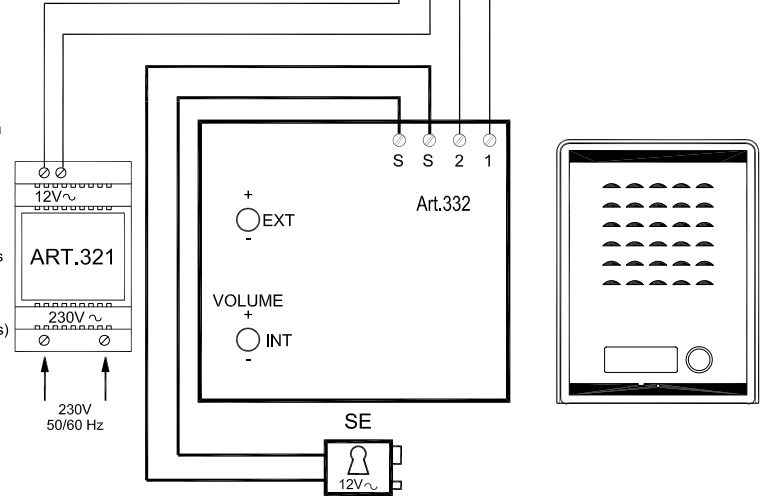 S S 2 1
Art.332
+
EXT
-
VOLUME
+
INT
-
12V~
ART.321
230V ~
s
s)
230V
50/60 Hz
SE
12V~